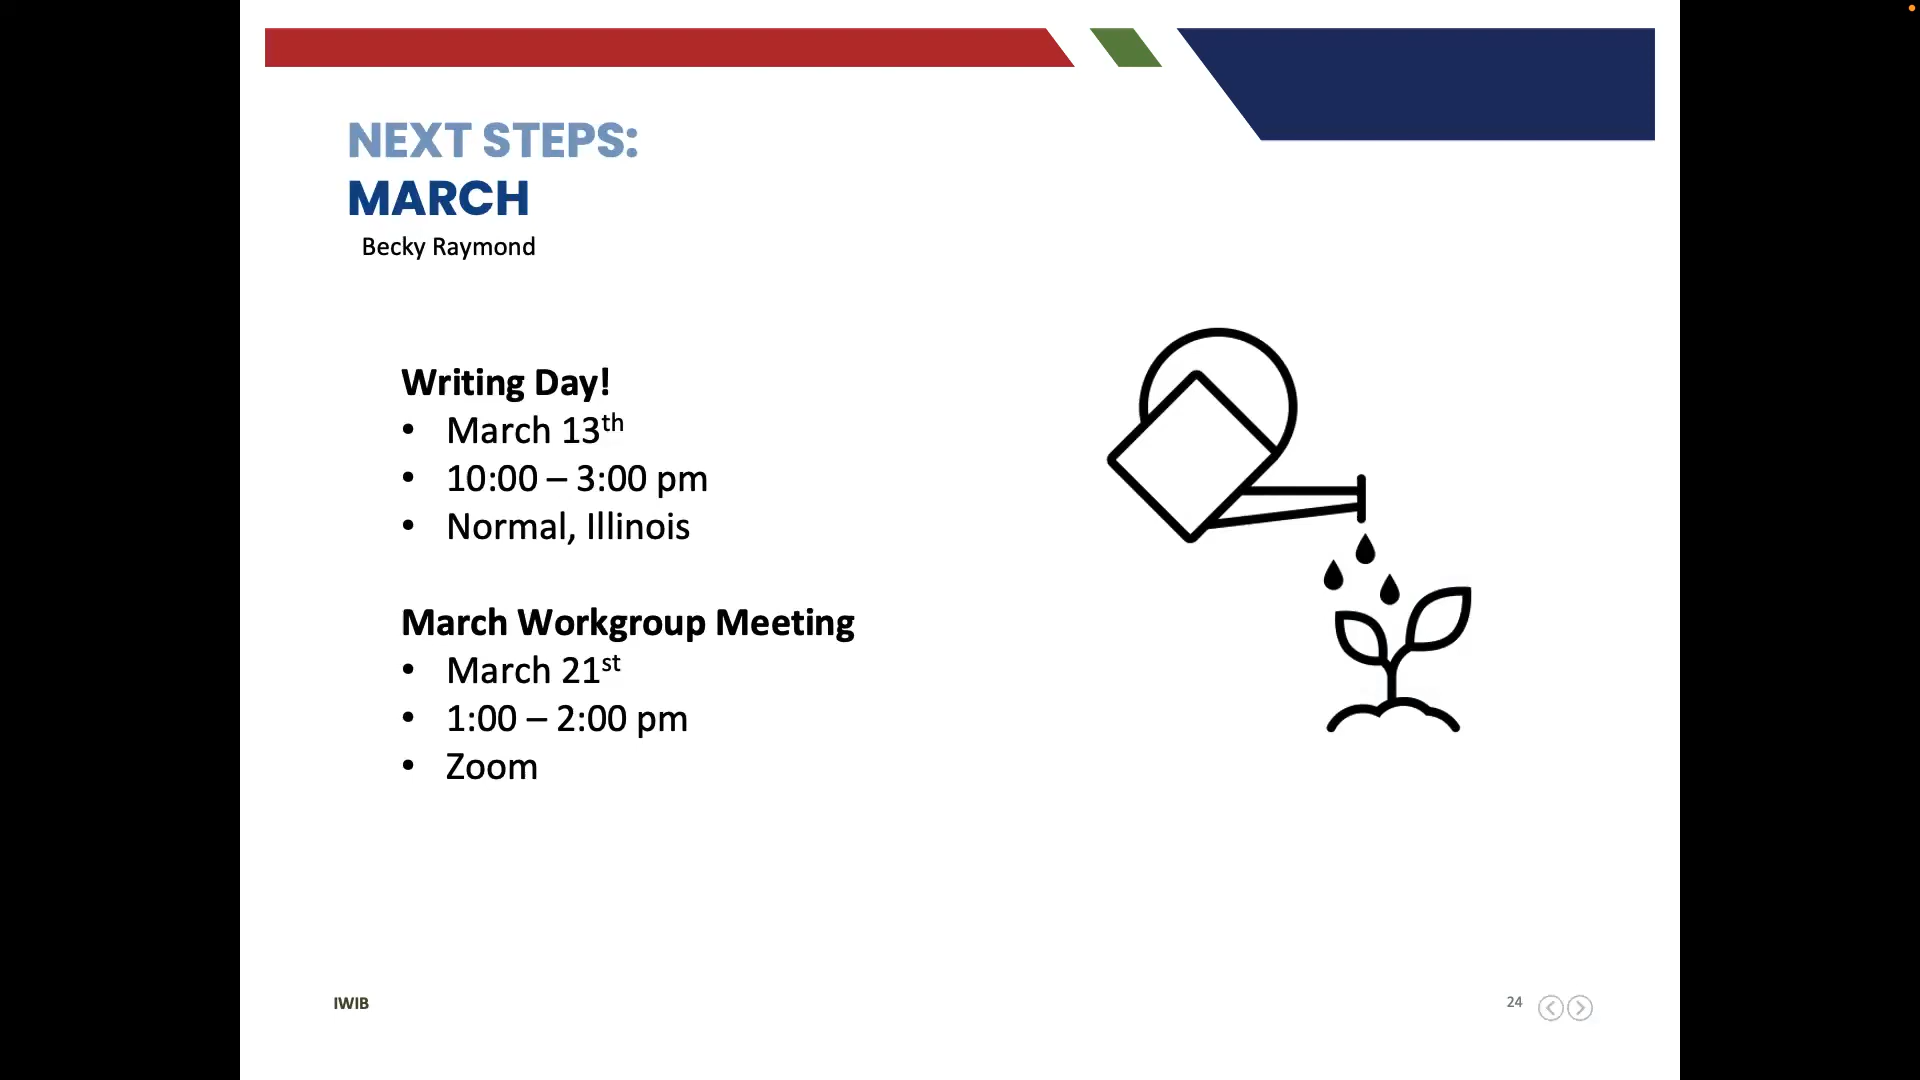 NEXT STEPS:
MARCH
Becky Raymond
Writing Day!
• March 13th
• 10:00 – 3:00 pm
• Normal, Illinois
March Workgroup Meeting
• March 21st
• 1:00 – 2:00 pm
• Zoom
IWIB
24